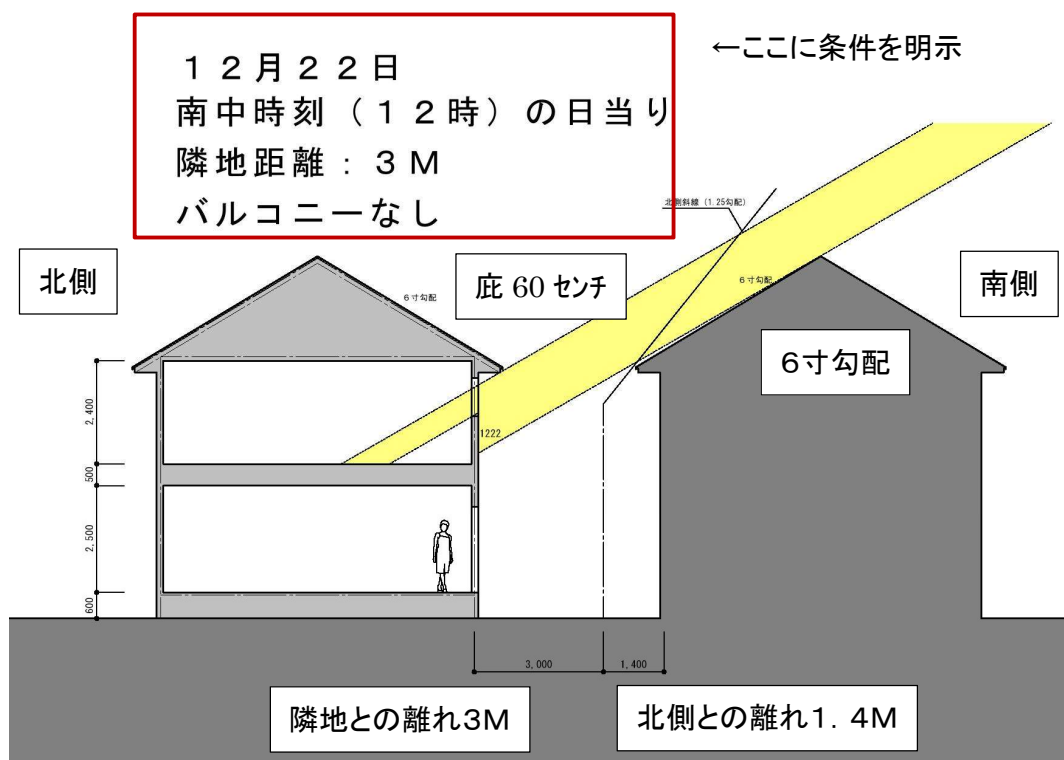 12月22日
南中時刻(12時)の日当り
隣地距離:3M
バルコニーなし
←ここに条件を明示
北側斜線(1.25勾配)
北側
6寸勾配
庇60センチ
6寸勾配
南側
6寸勾配
2,400
1222
500
2,500
600
3,000
1,400
隣地との離れ3M
北側との離れ1.4M